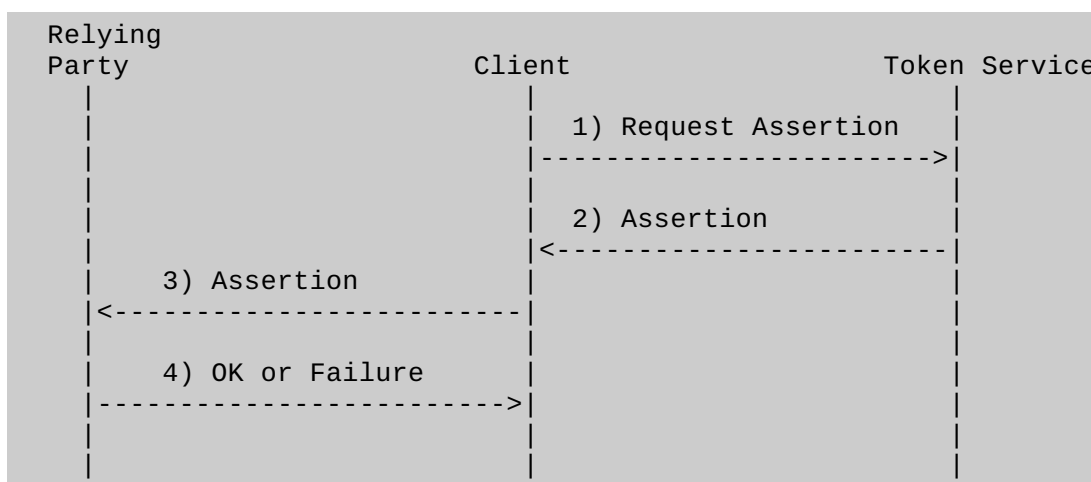 Relying
Party Client Token Service
1) Request Assertion
2) Assertion
3) Assertion
4) OK or Failure